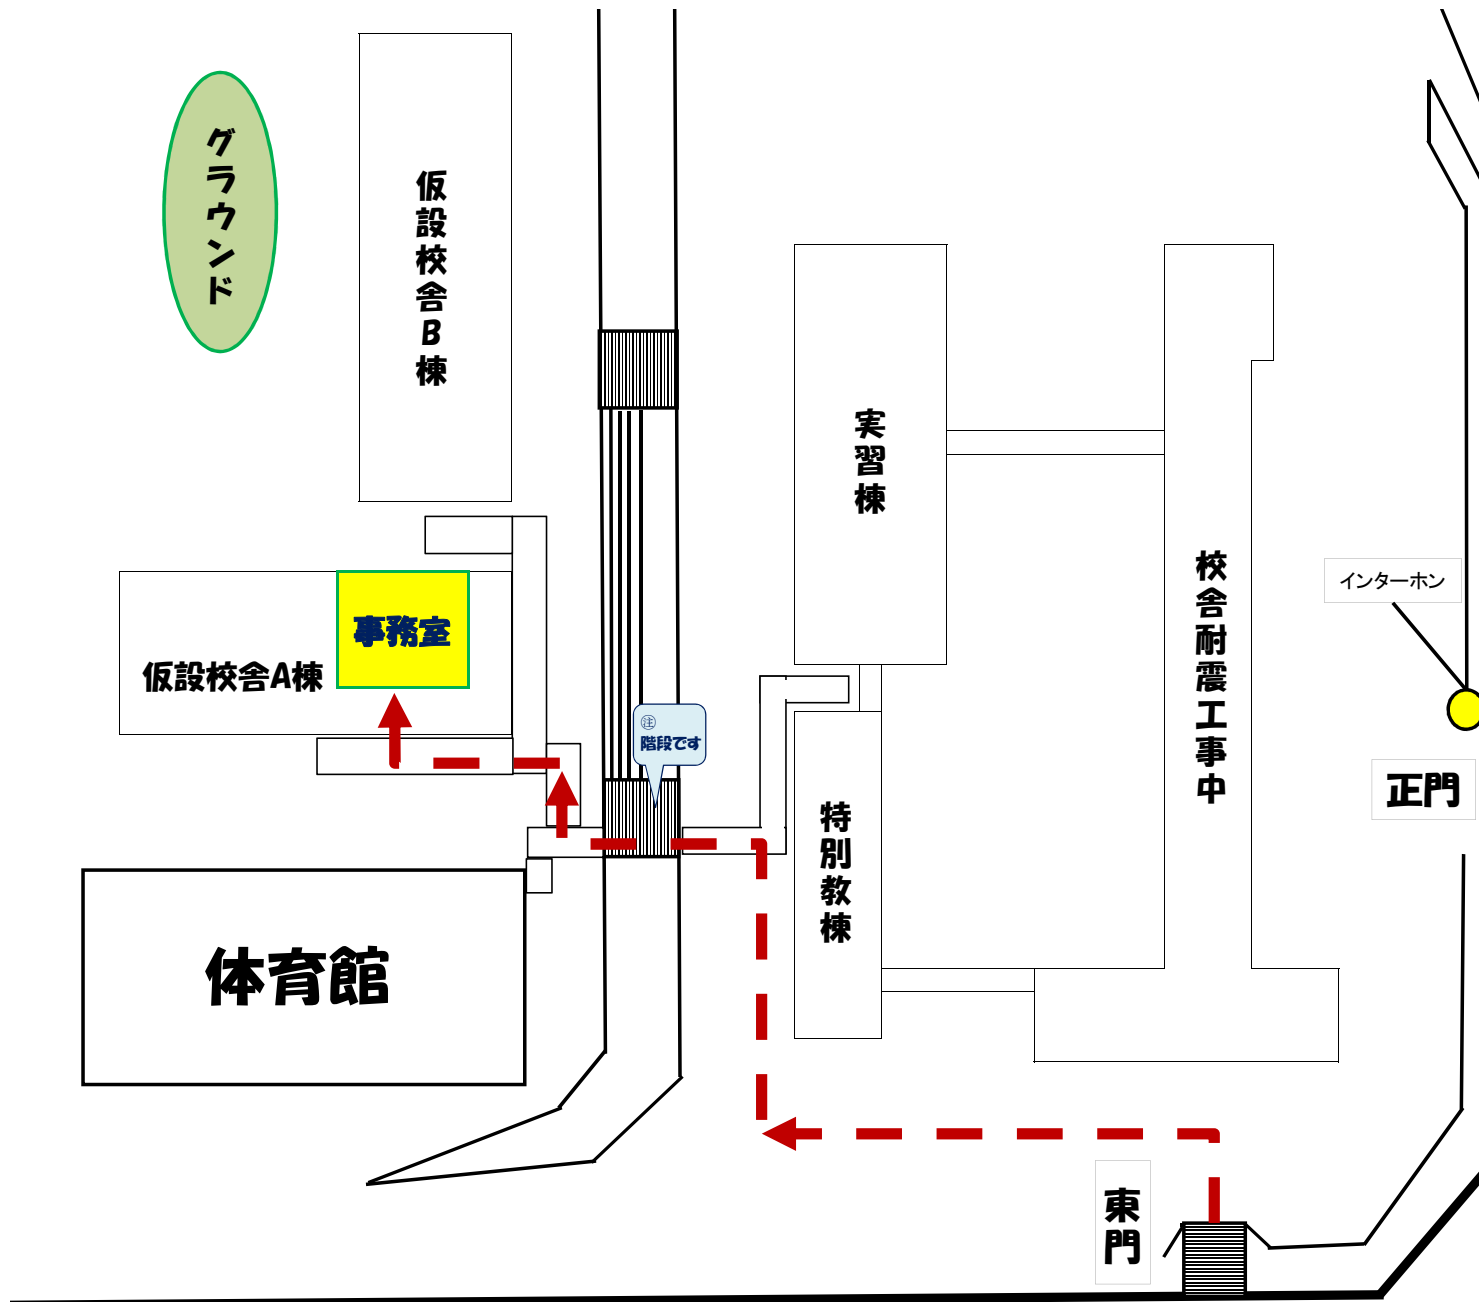 グラウンド
仮設校舎B棟
実習棟
校舎耐震工事中
インターホン
事務室
仮設校舎A棟
㊟
階段です
正門
特別教棟
体育館
東門